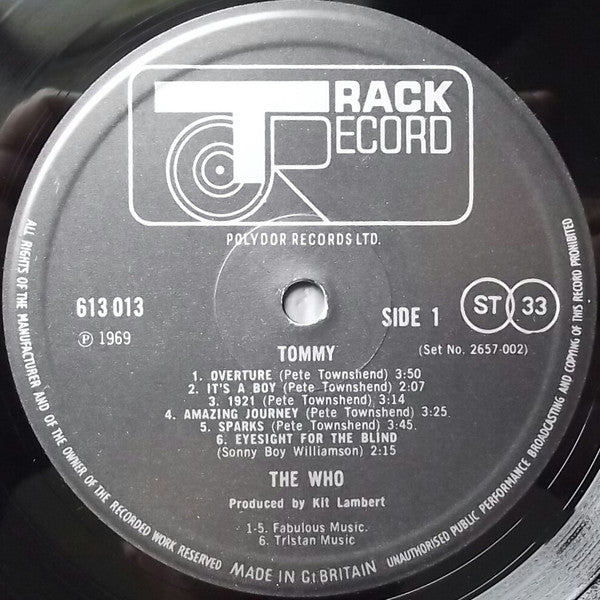 TRACK
RECORD
POLYDOR RECORDS LTD.
613 013
℗ 1969
SIDE 1
ST 33
TOMMY
(Set No. 2657-002)
1. OVERTURE (Pete Townshend) 3:50
2. IT'S A BOY (Pete Townshend) 2:07
3. 1921 (Pete Townshend) 3:14
4. AMAZING JOURNEY (Pete Townshend) 3:25
5. SPARKS (Pete Townshend) 3:45
6. EYESIGHT FOR THE BLIND
(Sonny Boy Williamson) 2:15
THE WHO
Produced by Kit Lambert
1-5. Fabulous Music.
6. Tristan Music
ALL RIGHTS OF THE MANUFACTURER AND OF THE OWNER OF THE RECORDED WORK RESERVED
MADE IN Gt BRITAIN
UNAUTHORISED PUBLIC PERFORMANCE BROADCASTING AND COPYING OF THIS RECORD PROHIBITED